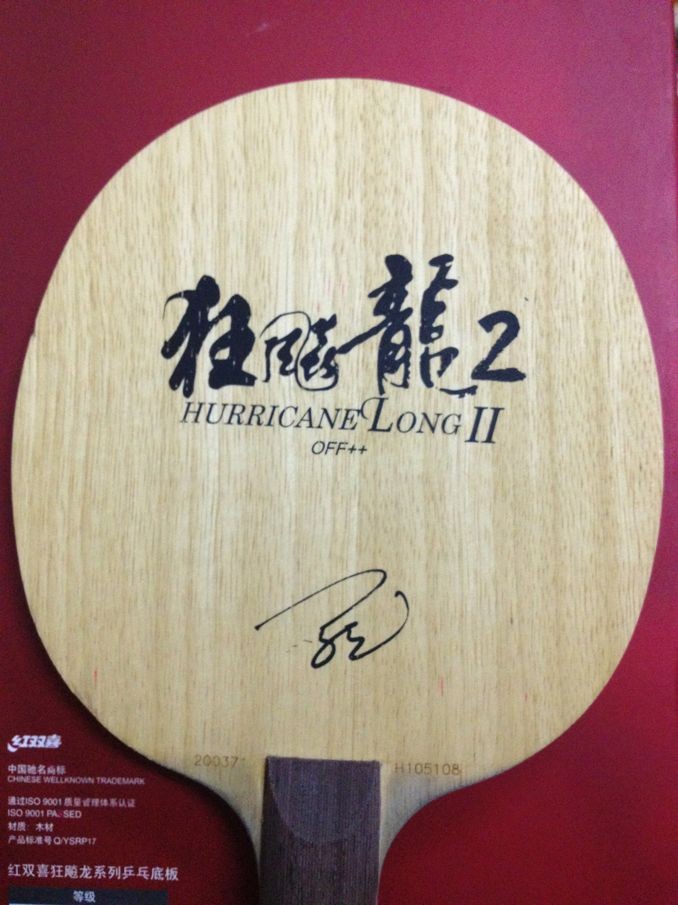 狂飚龍2
HURRICANE LONG II
OFF++
20037 H105108
红双喜
中国驰名商标
CHINESE WELLKNOWN TRADEMARK
通过ISO 9001质量管理体系认证
ISO 9001 PASSED
材质：木材
产品标准号Q/YSRP17
红双喜狂飚龙系列乒乓底板
等级